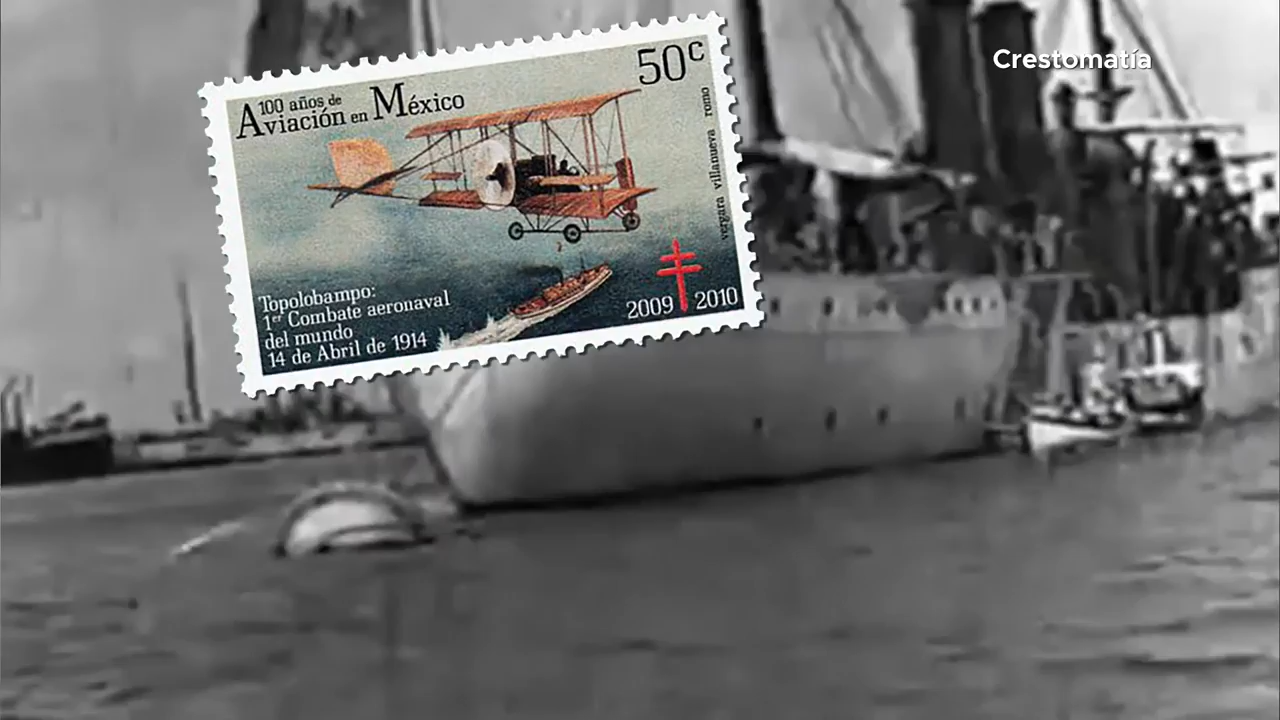 Crestomatía
50c
100 años de
Aviación en México
vergara villanueva romo
Topolobampo:
1er Combate aeronaval
del mundo
14 de Abril de 1914
2009 2010